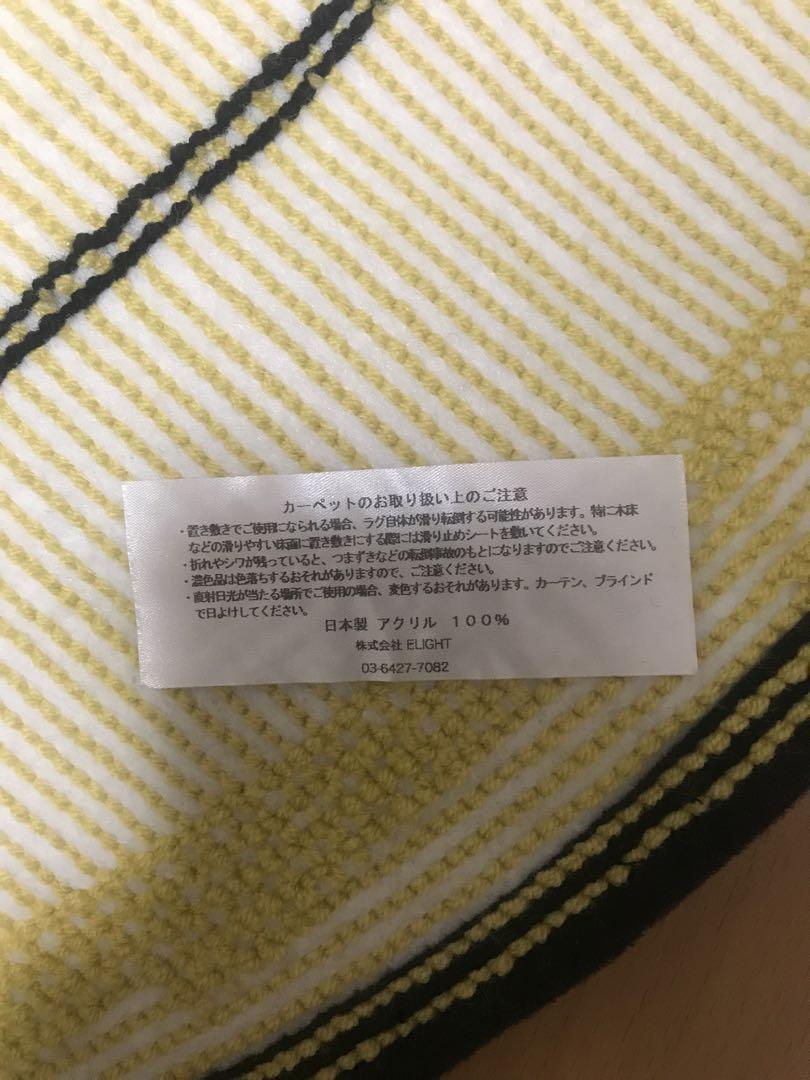 カーペットのお取り扱い上のご注意
・置き敷きでご使用になられる場合、ラグ自体が滑り転倒する可能性があります。特に木床
などの滑りやすい床面に置き敷きにする際には滑り止めシートを敷いてください。
・折れやシワが残っていると、つまずきなどの転倒事故のもとになりますのでご注意ください。
・濃色品は色落ちするおそれがありますので、ご注意ください。
・直射日光が当たる場所でご使用の場合、変色するおそれがあります。カーテン、ブラインド
で日よけしてください。
日本製 アクリル 100%
株式会社 ELIGHT
03-6427-7082